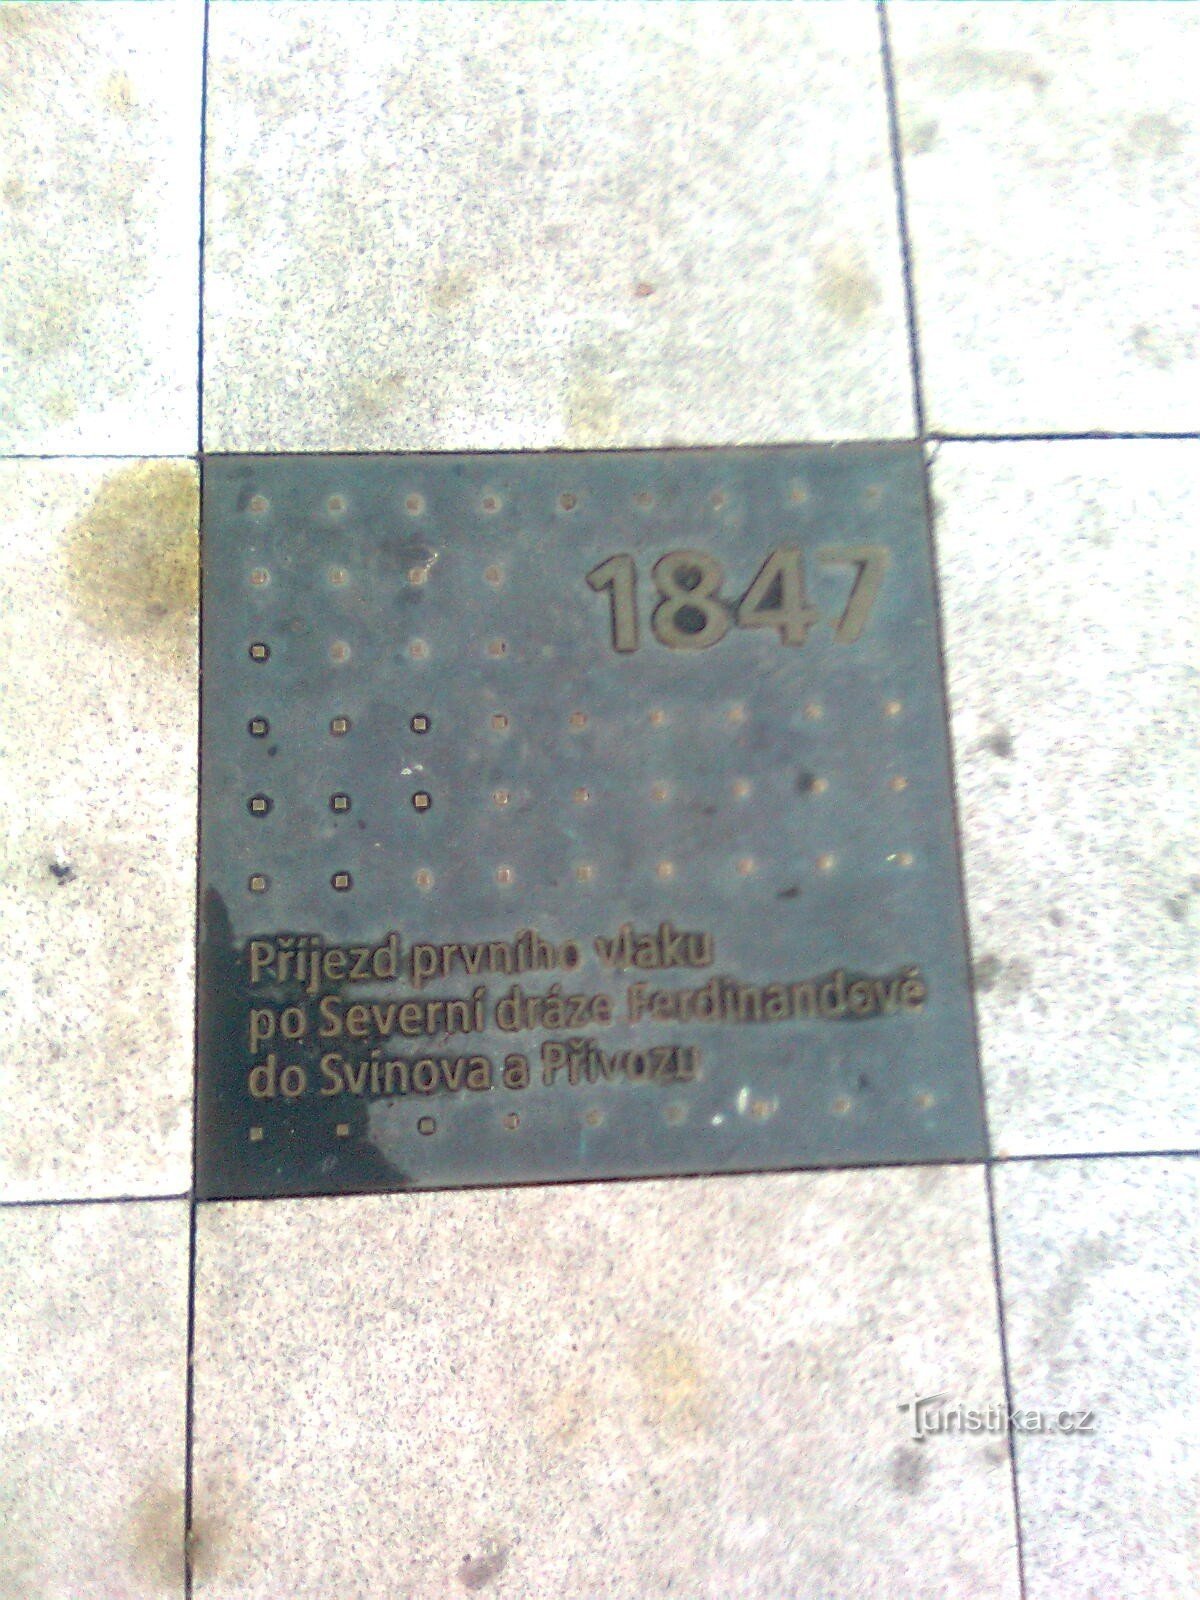 1847
Příjezd prvního vlaku
po Severní dráze Ferdinandově
do Svinova a Přívozu
Turistika.cz